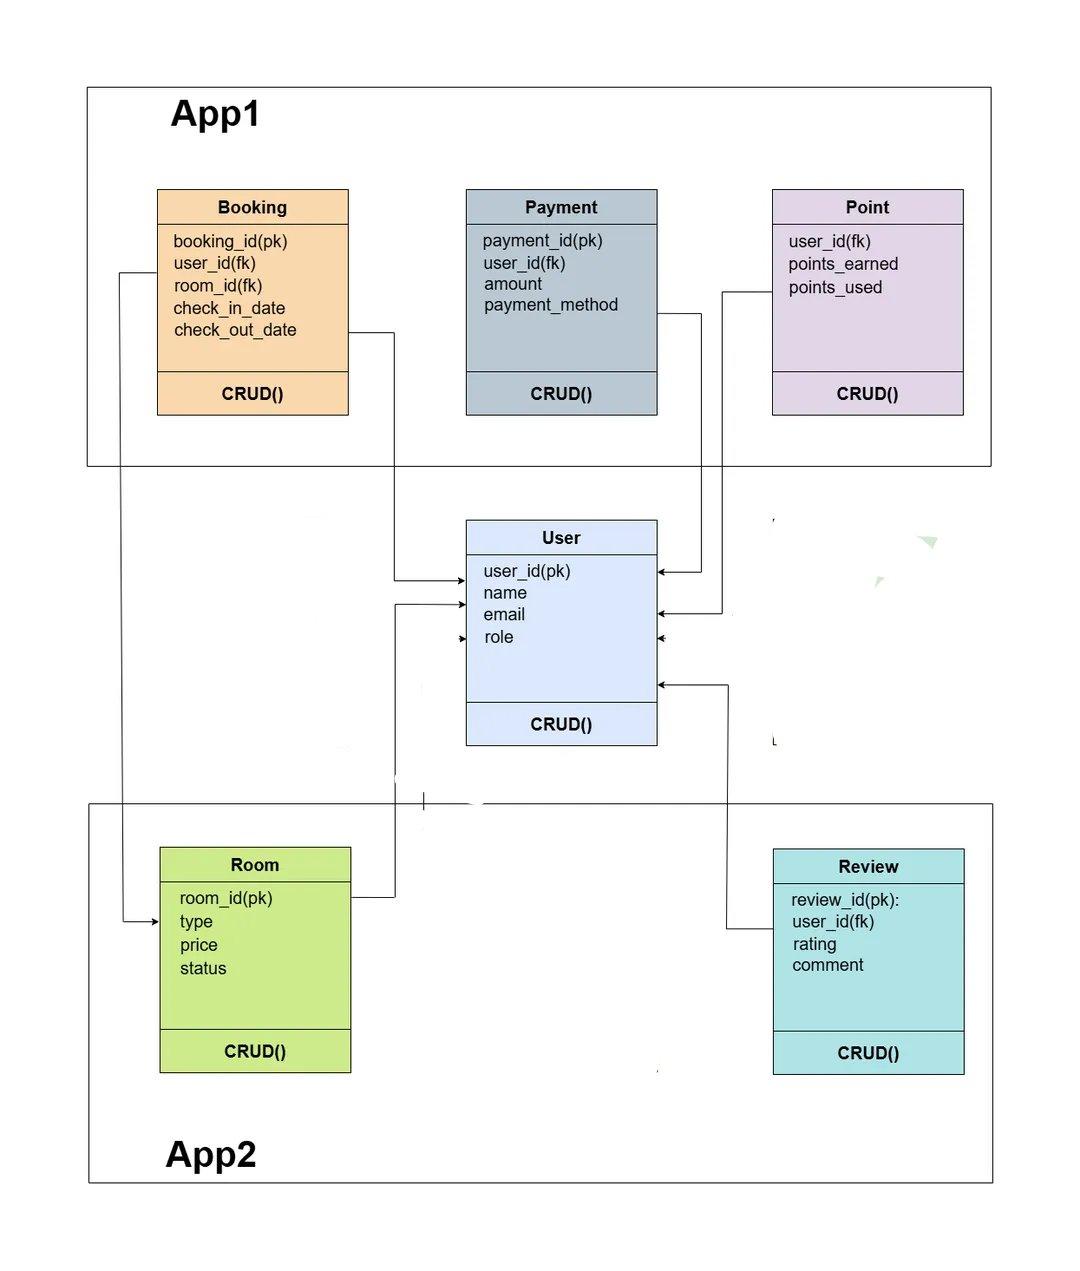 App1
Booking
booking_id(pk)
user_id(fk)
room_id(fk)
check_in_date
check_out_date
CRUD()
Payment
payment_id(pk)
user_id(fk)
amount
payment_method
CRUD()
Point
user_id(fk)
points_earned
points_used
CRUD()
User
user_id(pk)
name
email
role
CRUD()
Room
room_id(pk)
type
price
status
CRUD()
Review
review_id(pk):
user_id(fk)
rating
comment
CRUD()
App2